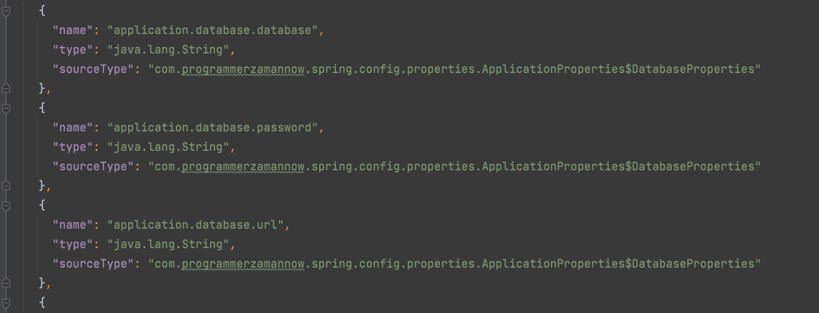 {
"name": "application.database.database",
"type": "java.lang.String",
"sourceType": "com.programmerzamannow.spring.config.properties.ApplicationProperties$DatabaseProperties"
},
{
"name": "application.database.password",
"type": "java.lang.String",
"sourceType": "com.programmerzamannow.spring.config.properties.ApplicationProperties$DatabaseProperties"
},
{
"name": "application.database.url",
"type": "java.lang.String",
"sourceType": "com.programmerzamannow.spring.config.properties.ApplicationProperties$DatabaseProperties"
},
{